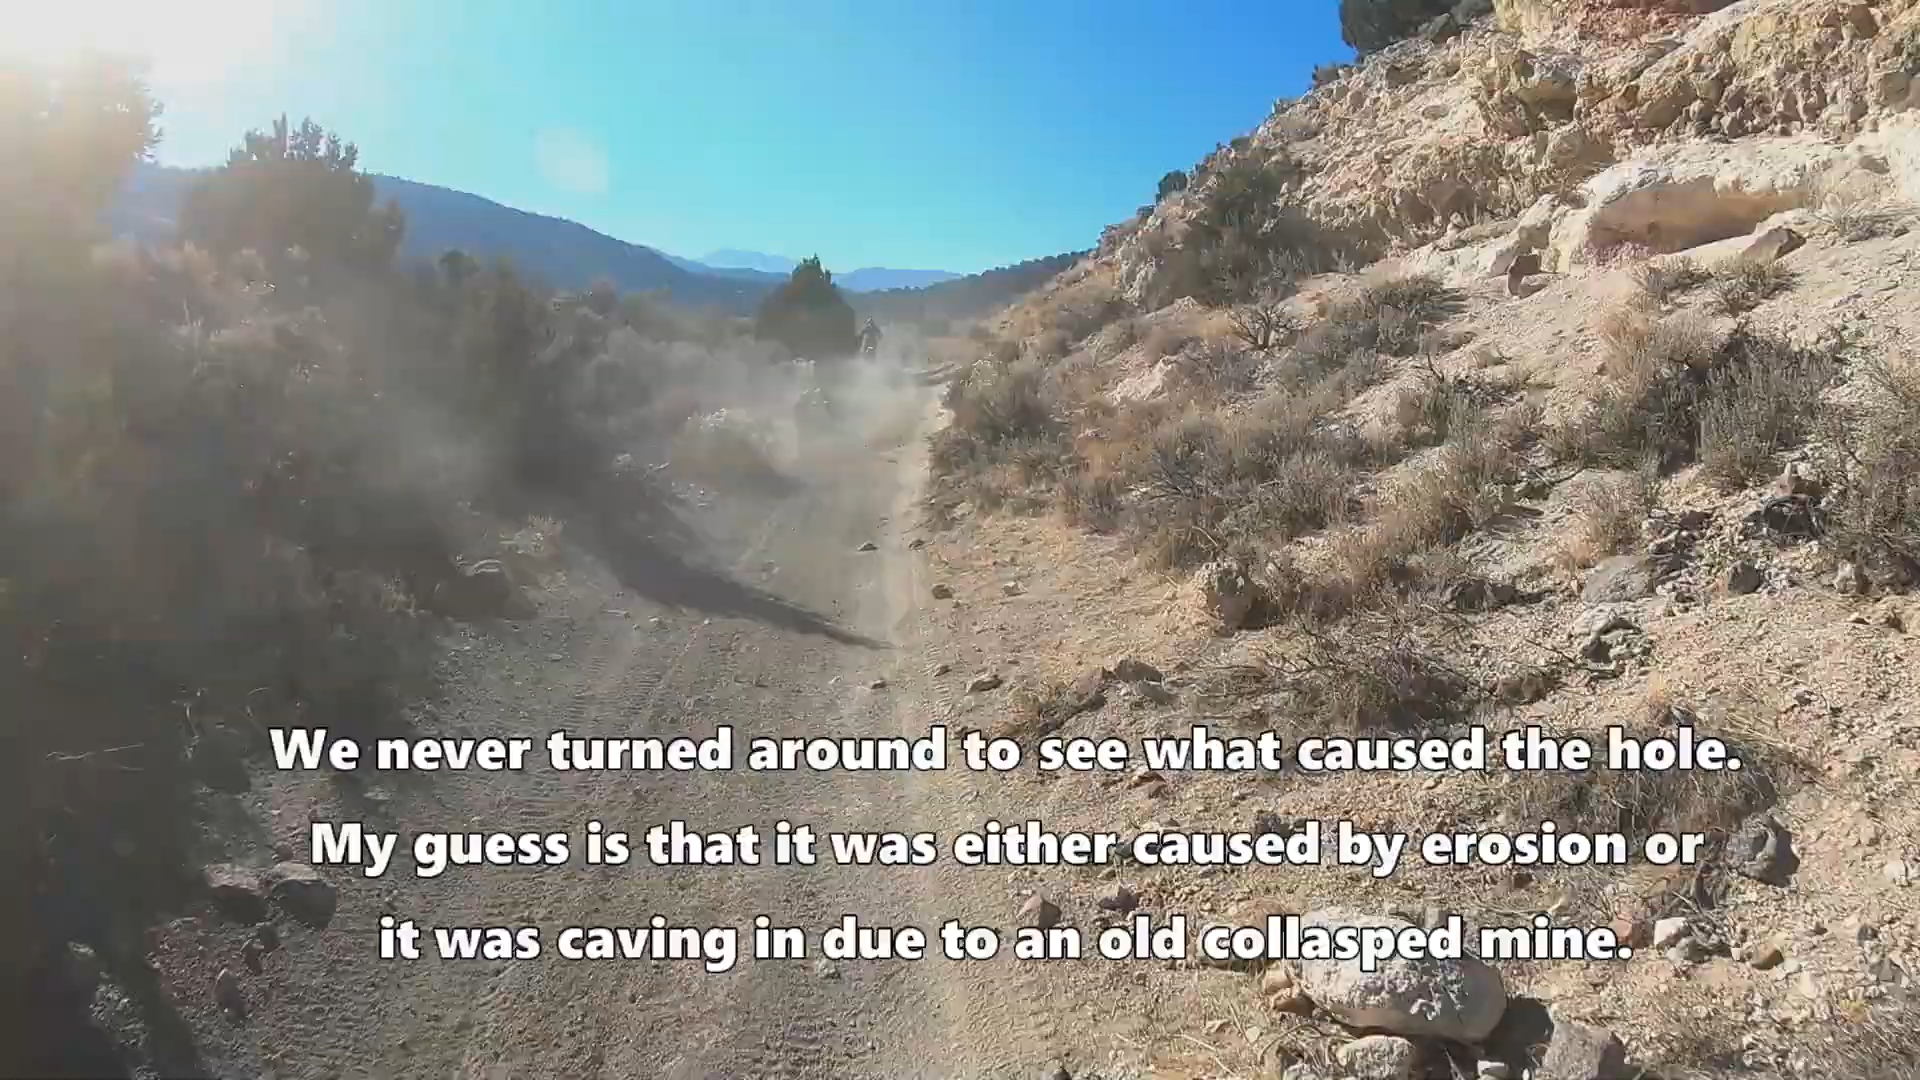 We never turned around to see what caused the hole.
My guess is that it was either caused by erosion or
it was caving in due to an old collasped mine.